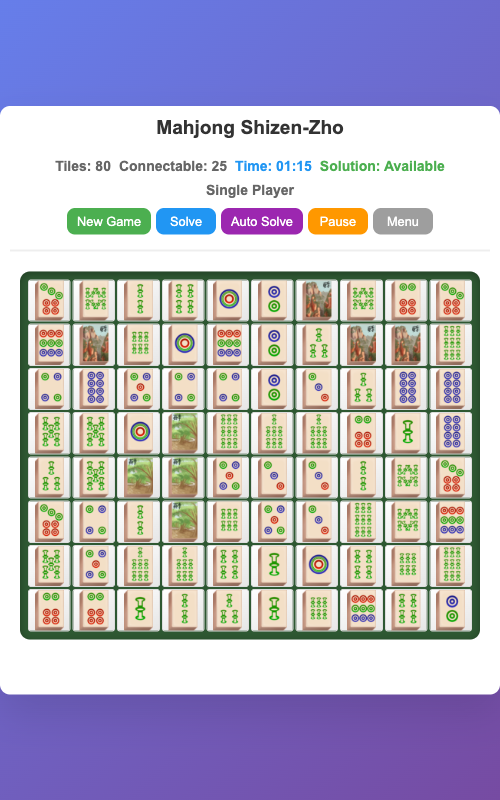 Mahjong Shizen-Zho
Tiles: 80 Connectable: 25 Time: 01:15 Solution: Available
Single Player
New Game Solve Auto Solve Pause Menu